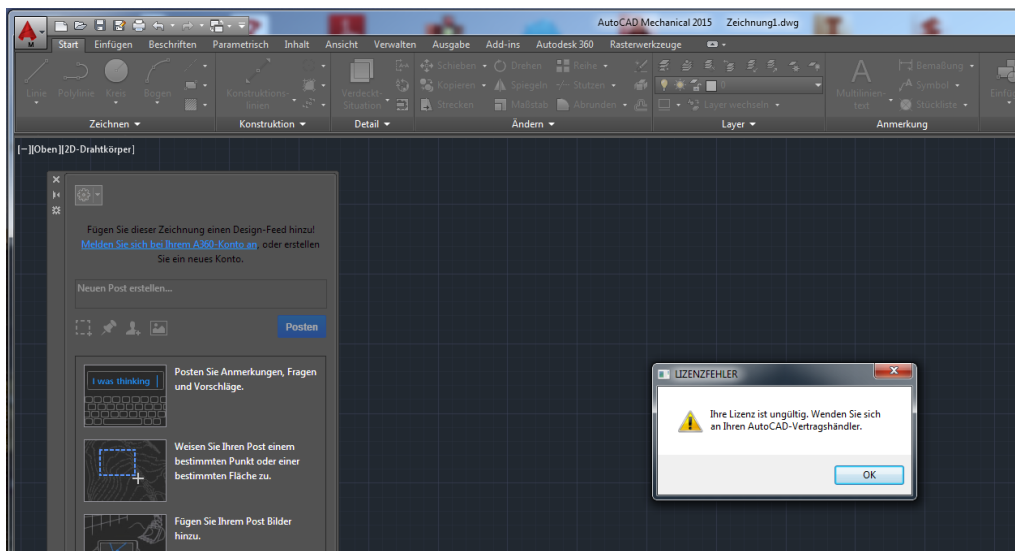 AutoCAD Mechanical 2015 Zeichnung1.dwg
M
Start Einfügen Beschriften Parametrisch Inhalt Ansicht Verwalten Ausgabe Add-ins Autodesk 360 Rasterwerkzeuge
Schieben Drehen Reihe Bemaßung
Linie Polylinie Kreis Bogen Konstruktions-linien Verdeckt-Situation Kopieren Spiegeln Stutzen 0 Multilinien-text Symbol Einfü
Strecken Maßstab Abrunden Layer wechseln Stückliste
Zeichnen Konstruktion Detail Ändern Layer Anmerkung
[−][Oben][2D-Drahtkörper]
Fügen Sie dieser Zeichnung einen Design-Feed hinzu!
Melden Sie sich bei Ihrem A360-Konto an, oder erstellen
Sie ein neues Konto.
Neuen Post erstellen...
Posten
I was thinking
Posten Sie Anmerkungen, Fragen
und Vorschläge.
Weisen Sie Ihren Post einem
bestimmten Punkt oder einer
bestimmten Fläche zu.
Fügen Sie Ihrem Post Bilder
hinzu.
LIZENZFEHLER
Ihre Lizenz ist ungültig. Wenden Sie sich
an Ihren AutoCAD-Vertragshändler.
OK